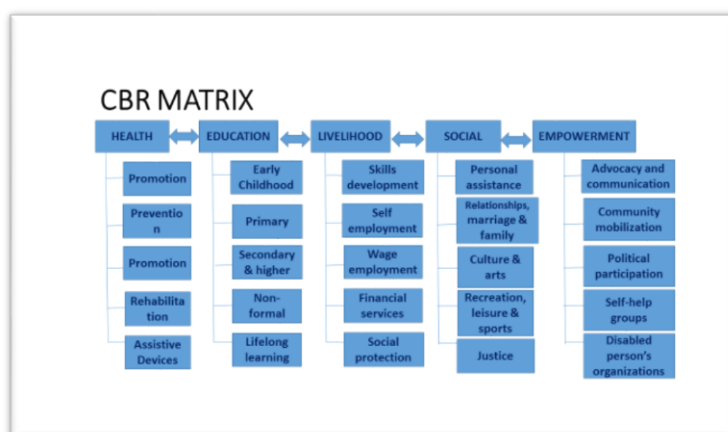 CBR MATRIX
HEALTH
EDUCATION
LIVELIHOOD
SOCIAL
EMPOWERMENT
Promotion
Preventio
n
Promotion
Rehabilita
tion
Assistive
Devices
Early
Childhood
Primary
Secondary
& higher
Non-
formal
Lifelong
learning
Skills
development
Self
employment
Wage
employment
Financial
services
Social
protection
Personal
assistance
Relationships,
marriage &
family
Culture &
arts
Recreation,
leisure &
sports
Justice
Advocacy and
communication
Community
mobilization
Political
participation
Self-help
groups
Disabled
person's
organizations